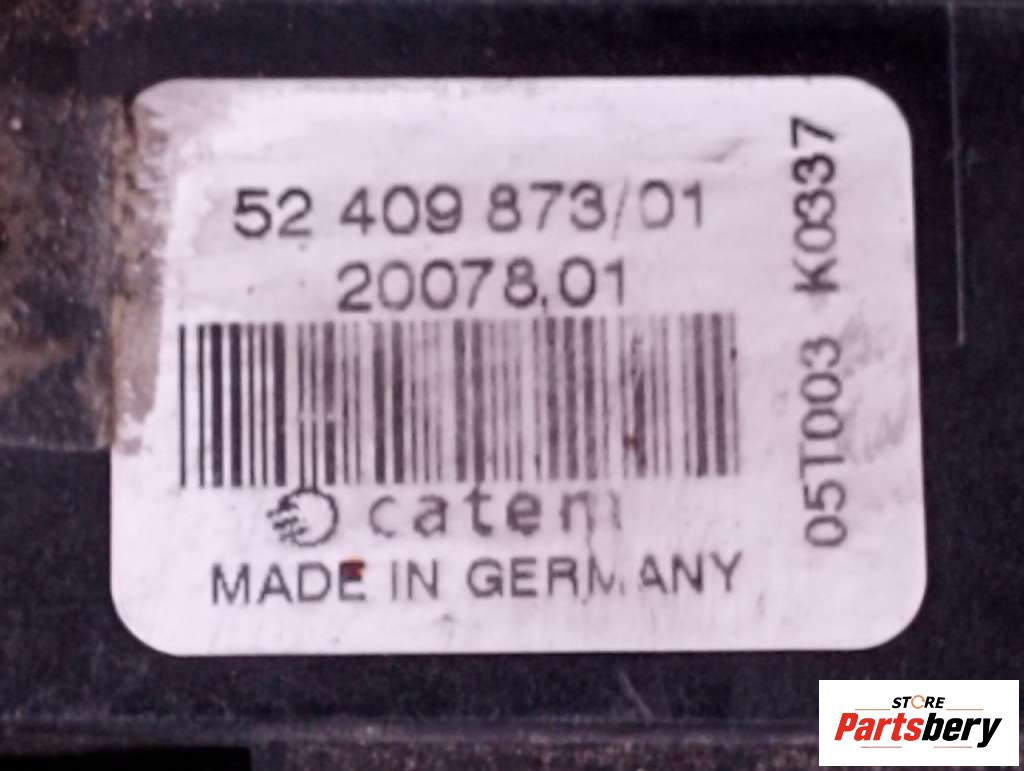 52 409 873/01
20078.01
catem
MADE IN GERMANY
05T003 K0337
STORE
Partsbery